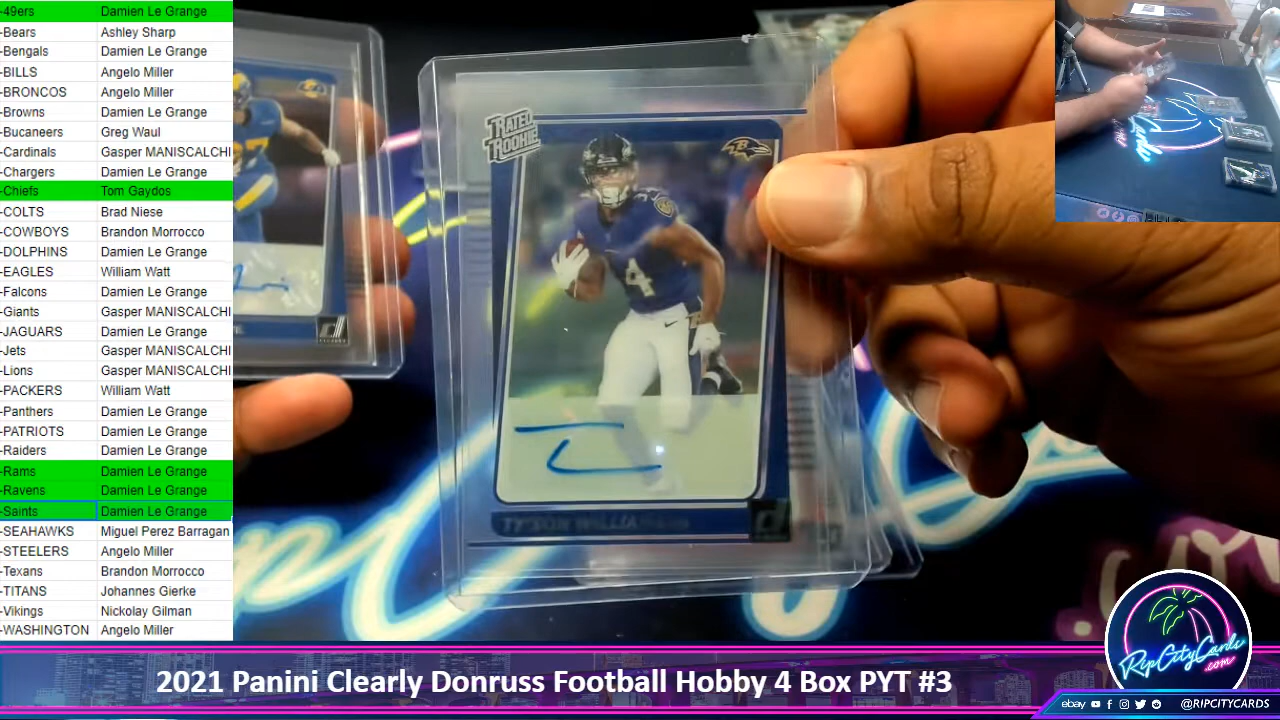 -49ers Damien Le Grange
-Bears Ashley Sharp
-Bengals Damien Le Grange
-BILLS Angelo Miller
-BRONCOS Angelo Miller
-Browns Damien Le Grange
-Bucaneers Greg Waul
-Cardinals Gasper MANISCALCHI
-Chargers Damien Le Grange
-Chiefs Tom Gaydos
-COLTS Brad Niese
-COWBOYS Brandon Morrocco
-DOLPHINS Damien Le Grange
-EAGLES William Watt
-Falcons Damien Le Grange
-Giants Gasper MANISCALCHI
-JAGUARS Damien Le Grange
-Jets Gasper MANISCALCHI
-Lions Gasper MANISCALCHI
-PACKERS William Watt
-Panthers Damien Le Grange
-PATRIOTS Damien Le Grange
-Raiders Damien Le Grange
-Rams Damien Le Grange
-Ravens Damien Le Grange
-Saints Damien Le Grange
-SEAHAWKS Miguel Perez Barragan
-STEELERS Angelo Miller
-Texans Brandon Morrocco
-TITANS Johannes Gierke
-Vikings Nickolay Gilman
-WASHINGTON Angelo Miller
RATED
ROOKIE
4
Cards
RipCityCards
.com
2021 Panini Clearly Donruss Football Hobby 4 Box PYT #3
ebay @RIPCITYCARDS